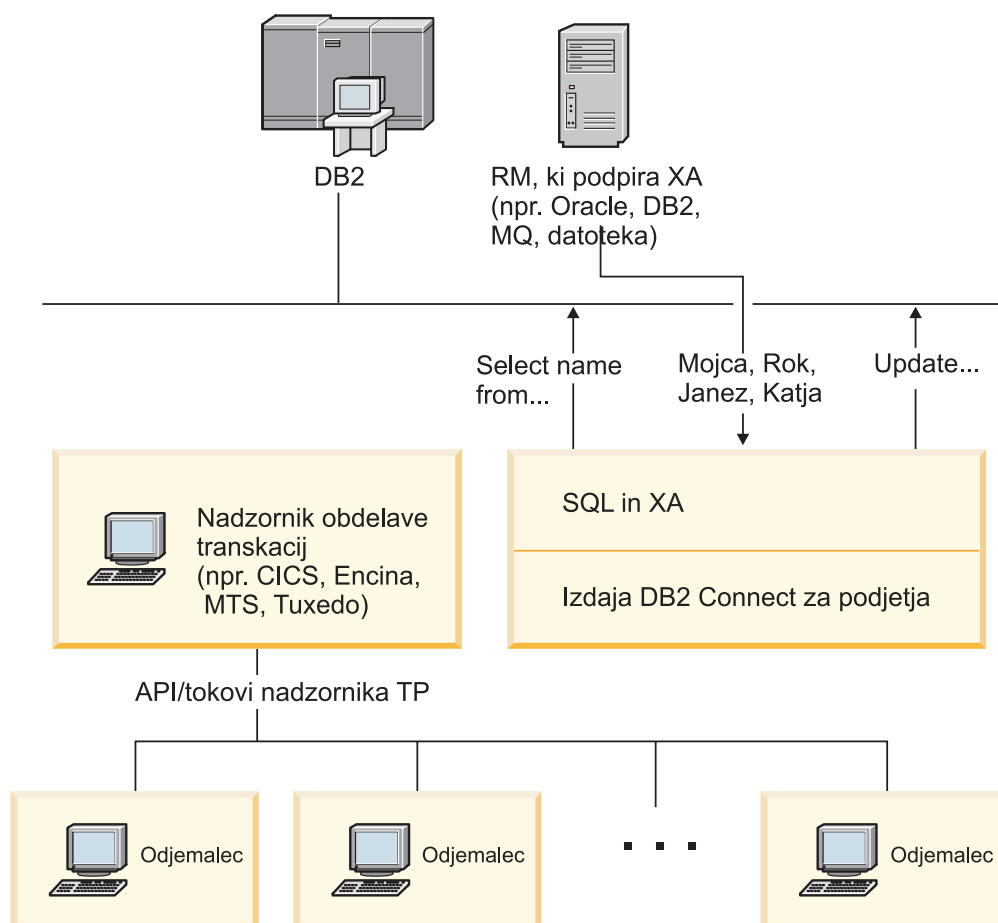 DB2
RM, ki podpira XA
(npr. Oracle, DB2,
MQ, datoteka)
Select name
from...
Mojca, Rok,
Janez, Katja
Update...
Nadzornik obdelave
transkacij
(npr. CICS, Encina,
MTS, Tuxedo)
SQL in XA
Izdaja DB2 Connect za podjetja
API/tokovi nadzornika TP
Odjemalec
Odjemalec
. . .
Odjemalec